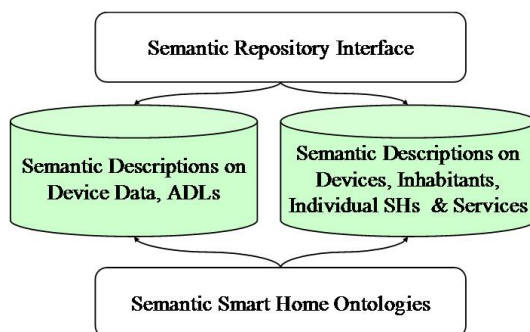 Semantic Repository Interface
Semantic Descriptions on
Device Data, ADLs
Semantic Descriptions on
Devices, Inhabitants,
Individual SHs & Services
Semantic Smart Home Ontologies